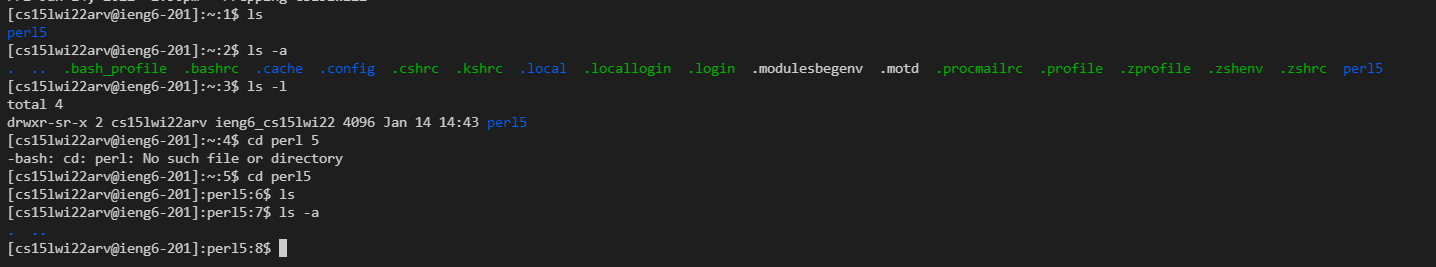 [cs15lwi22arv@ieng6-201]:~:1$ ls
perl5
[cs15lwi22arv@ieng6-201]:~:2$ ls -a
.  ..  .bash_profile  .bashrc  .cache  .config  .cshrc  .kshrc  .local  .locallogin  .login  .modulesbegenv  .motd  .procmailrc  .profile  .zprofile  .zshenv  .zshrc  perl5
[cs15lwi22arv@ieng6-201]:~:3$ ls -l
total 4
drwxr-sr-x 2 cs15lwi22arv ieng6_cs15lwi22 4096 Jan 14 14:43 perl5
[cs15lwi22arv@ieng6-201]:~:4$ cd perl 5
-bash: cd: perl: No such file or directory
[cs15lwi22arv@ieng6-201]:~:5$ cd perl5
[cs15lwi22arv@ieng6-201]:perl5:6$ ls
[cs15lwi22arv@ieng6-201]:perl5:7$ ls -a
.  ..
[cs15lwi22arv@ieng6-201]:perl5:8$